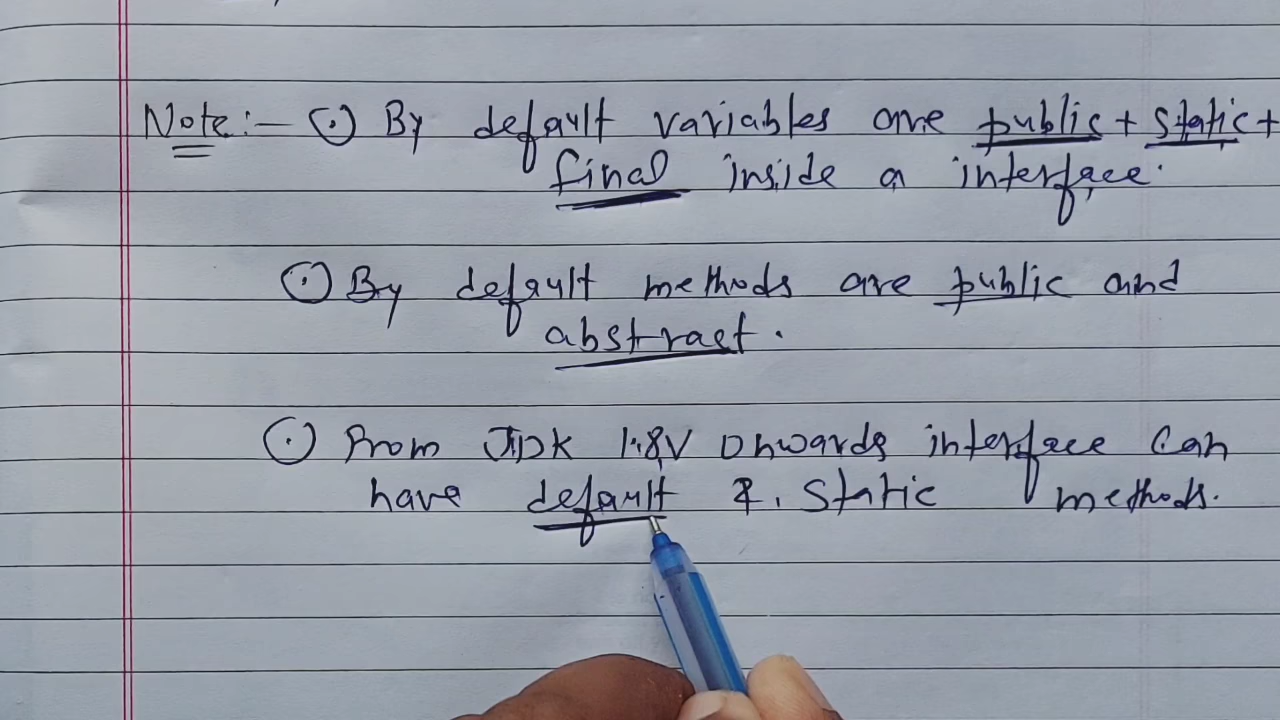 Note:- ⊙ By default variables are public + static +
final inside a interface.
⊙ By default methods are public and
abstract.
⊙ From JDK 1.8V Onwards interface can
have default &. Static methods.